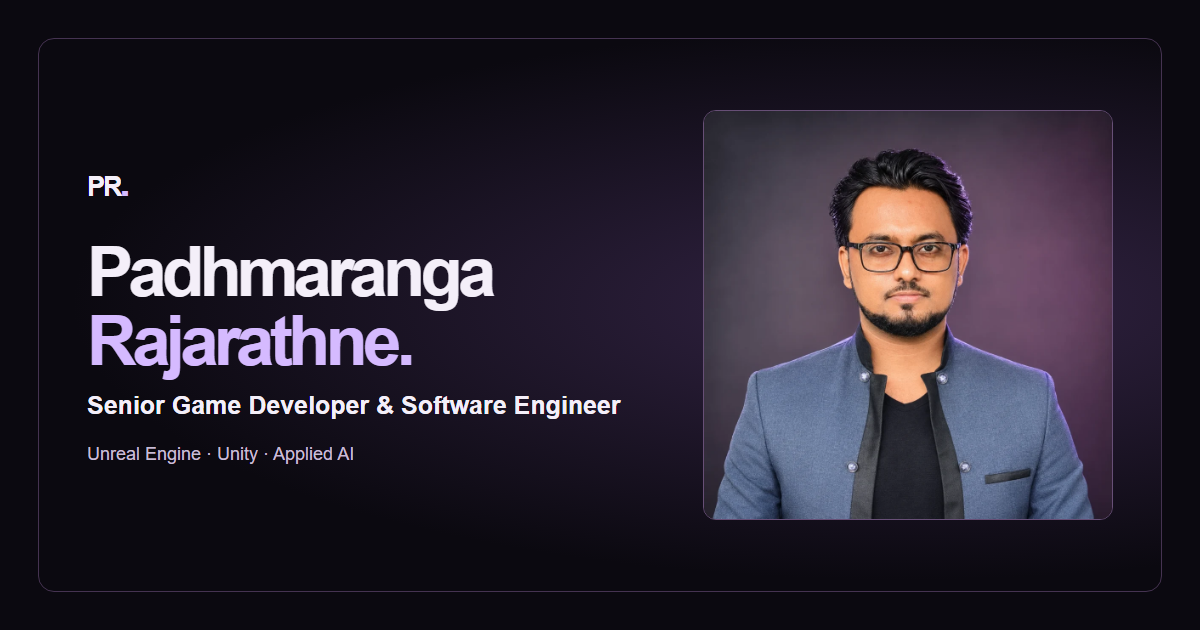 PR.
Padhmaranga
Rajarathne.
Senior Game Developer & Software Engineer
Unreal Engine · Unity · Applied AI